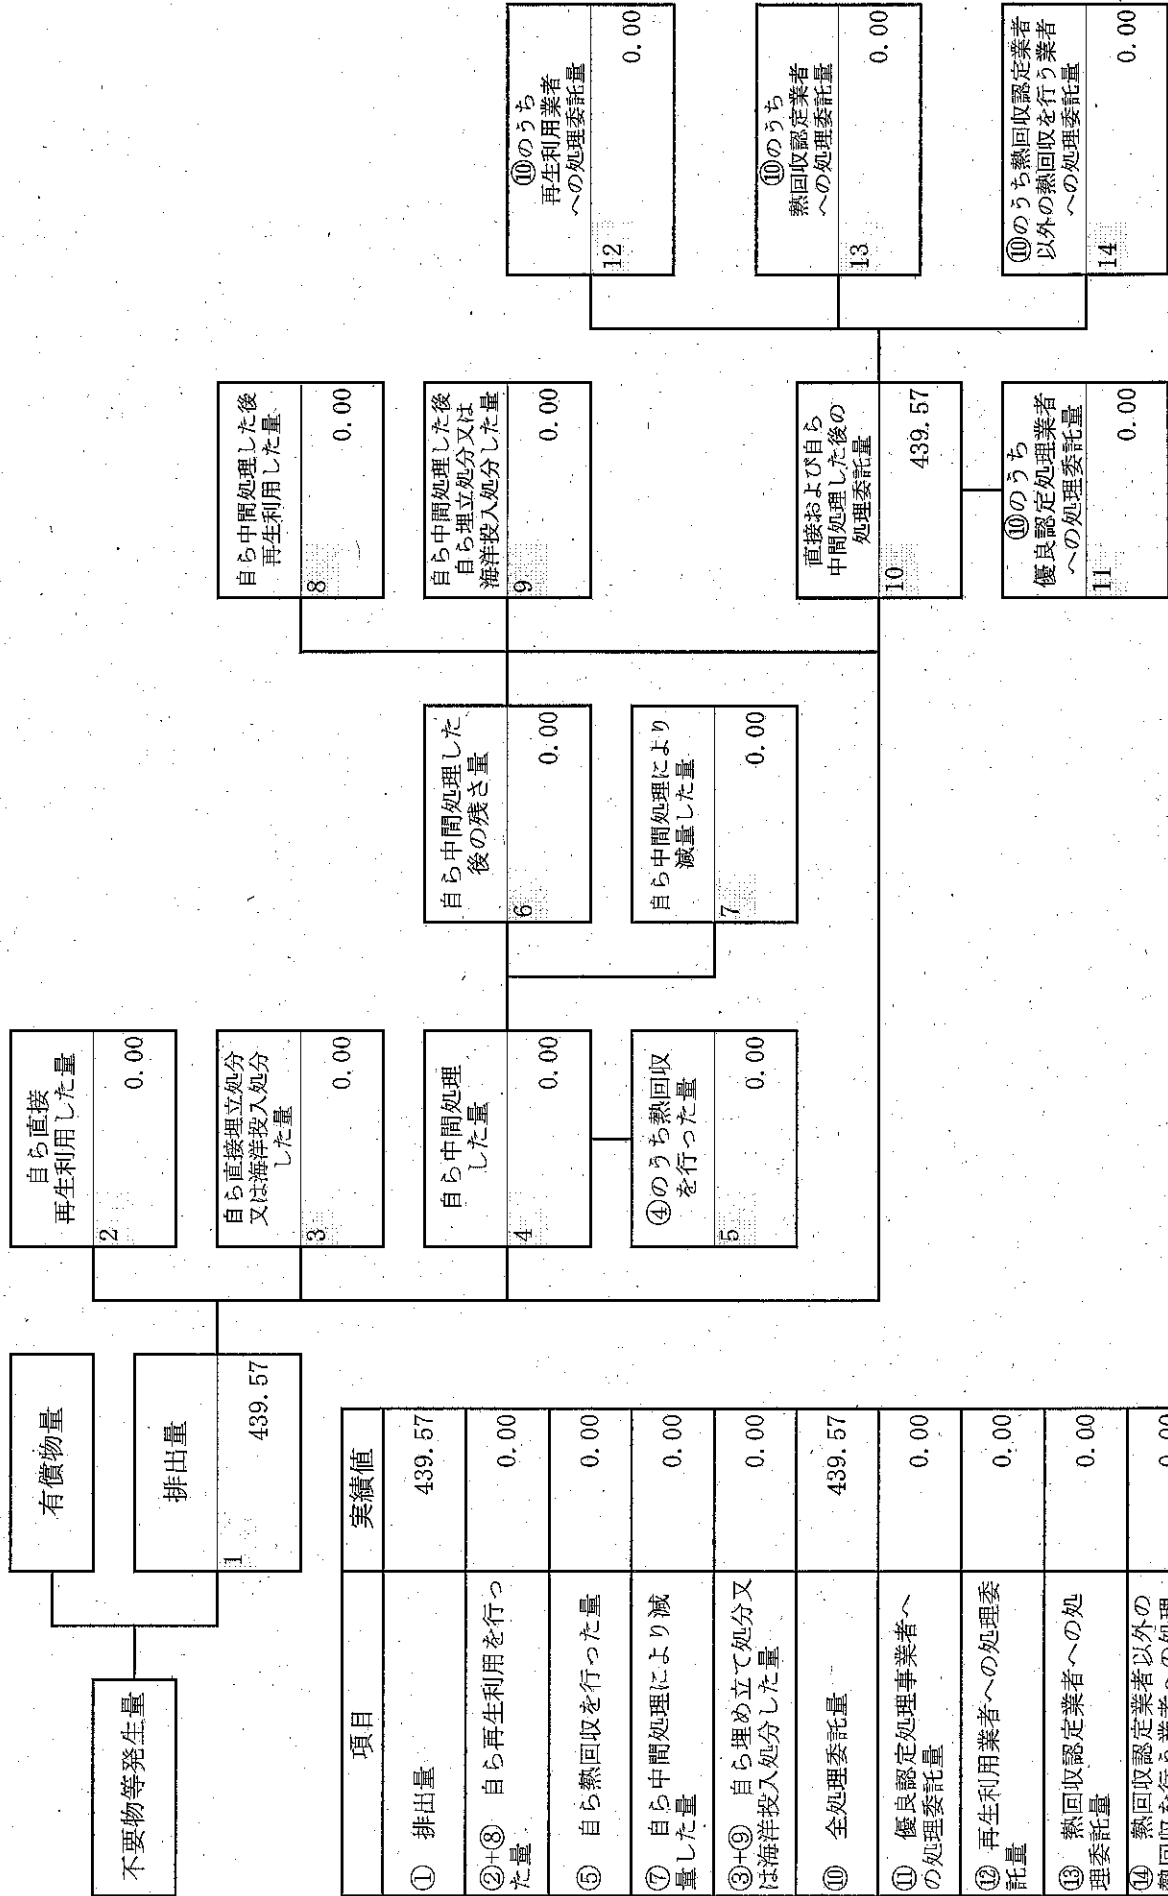 不要物等発生量
有償物量
排出量
1
439.57
自ら直接
再生利用した量
2
0.00
自ら直接埋立処分
又は海洋投入処分
した量
3
0.00
自ら中間処理
した量
4
0.00
④のうち熱回収
を行った量
5
0.00
自ら中間処理した
後の残さ量
6
0.00
自ら中間処理により
減量した量
7
0.00
自ら中間処理した後
再生利用した量
8
0.00
自ら中間処理した後
自ら埋立処分又は
海洋投入処分した量
9
0.00
直接および自ら
中間処理した後の
処理委託量
10
439.57
⑩のうち
優良認定処理業者
への処理委託量
11
0.00
⑩のうち
再生利用業者
への処理委託量
12
0.00
⑩のうち
熱回収認定業者
への処理委託量
13
0.00
⑩のうち熱回収認定業者
以外の熱回収を行う業者
への処理委託量
14
0.00
項目 実績値
① 排出量 439.57
②+⑧ 自ら再生利用を行っ
た量 0.00
⑤ 自ら熱回収を行った量 0.00
⑦ 自ら中間処理により減
量した量 0.00
③+⑨ 自ら埋め立て処分又
は海洋投入処分した量 0.00
⑩ 全処理委託量 439.57
⑪ 優良認定処理事業者へ
の処理委託量 0.00
⑫ 再生利用業者への処理委
託量 0.00
⑬ 熱回収認定業者への処
理委託量 0.00
⑭ 熱回収認定業者以外の
熱回収を行う業者への処理
0.00